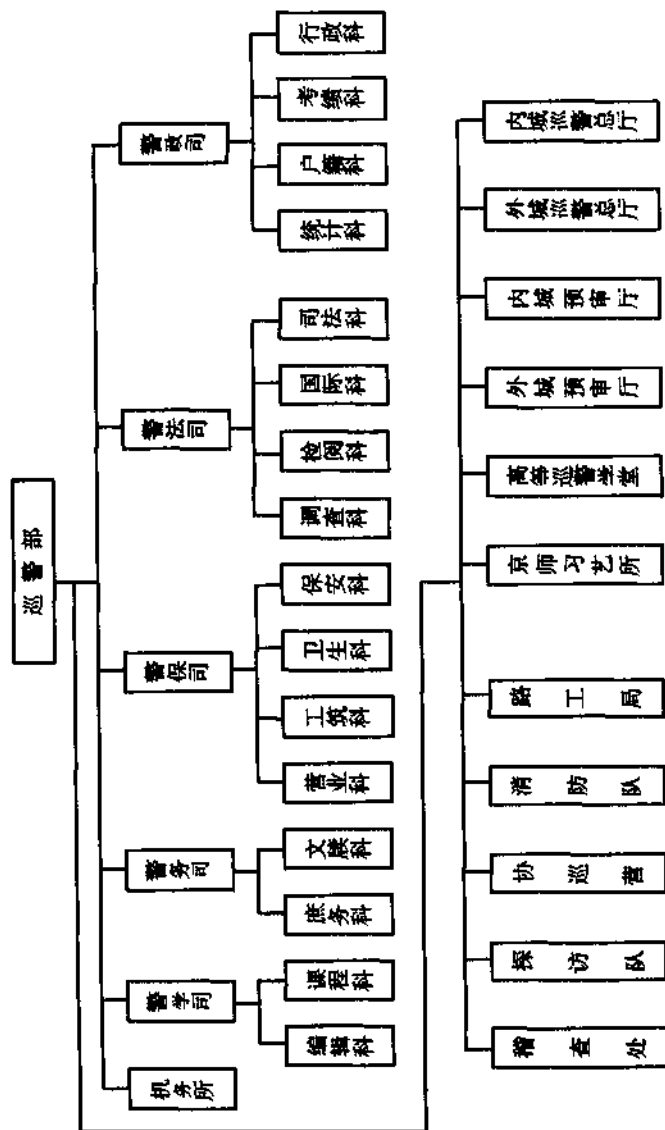 巡警部
机务所
警学司
警务司
警保司
警法司
警政司
编辑科
课程科
庶务科
文牍科
营业科
工筑科
卫生科
保安科
调查科
检阅科
国际科
司法科
统计科
户籍科
考绩科
行政科
稽查处
探访队
协巡营
消防队
路工局
京师习艺所
高等巡警学堂
外城预审厅
内城预审厅
外城巡警总厅
内城巡警总厅